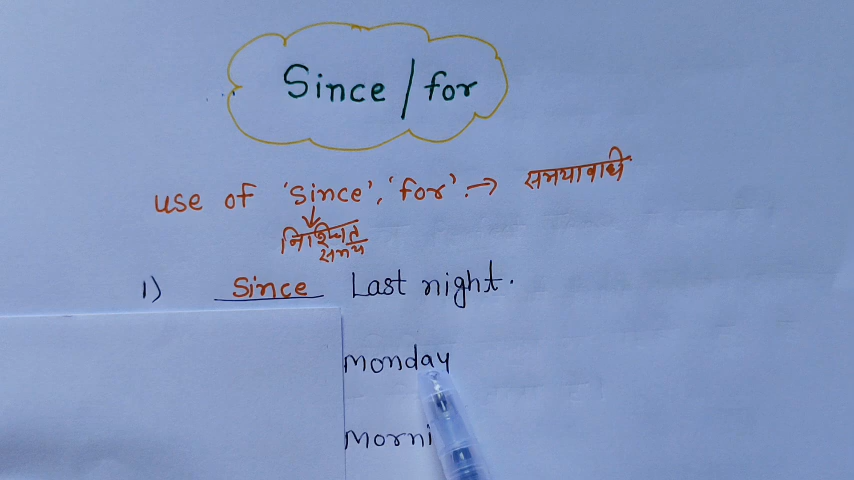 Since / for
use of 'since', 'for' → समयावधि
↓
निश्चित
समय
1) Since Last night.
Monday
Morni